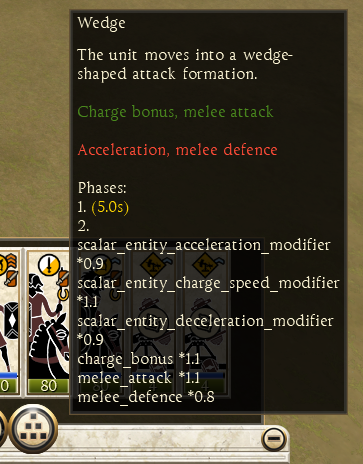 Wedge
The unit moves into a wedge-
shaped attack formation.
Charge bonus, melee attack
Acceleration, melee defence
Phases:
1. (5.0s)
2.
scalar_entity_acceleration_modifier
*0.9
scalar_entity_charge_speed_modifier
*1.1
scalar_entity_deceleration_modifier
*0.9
charge_bonus *1.1
melee_attack *1.1
melee_defence *0.8
80